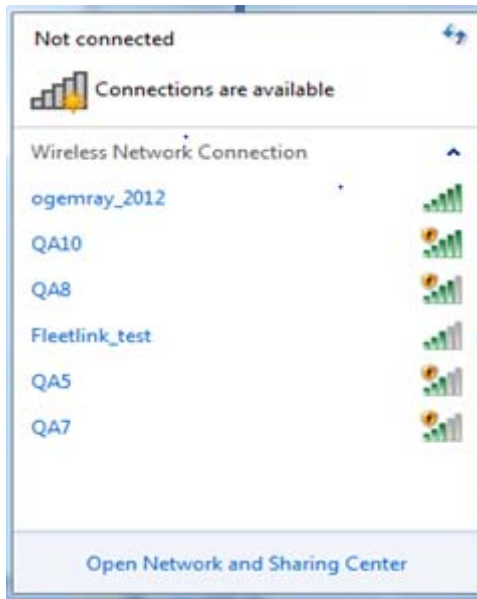 Not connected
Connections are available
Wireless Network Connection
ogemray_2012
QA10
QA8
Fleetlink_test
QA5
QA7
Open Network and Sharing Center